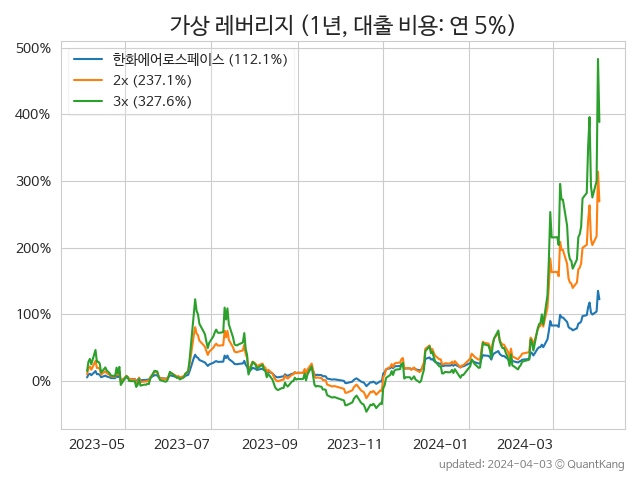 가상 레버리지 (1년, 대출 비용: 연 5%)
500%
400%
300%
200%
100%
0%
한화에어로스페이스 (112.1%)
2x (237.1%)
3x (327.6%)
2023-05 2023-07 2023-09 2023-11 2024-01 2024-03
updated: 2024-04-03 © QuantKang